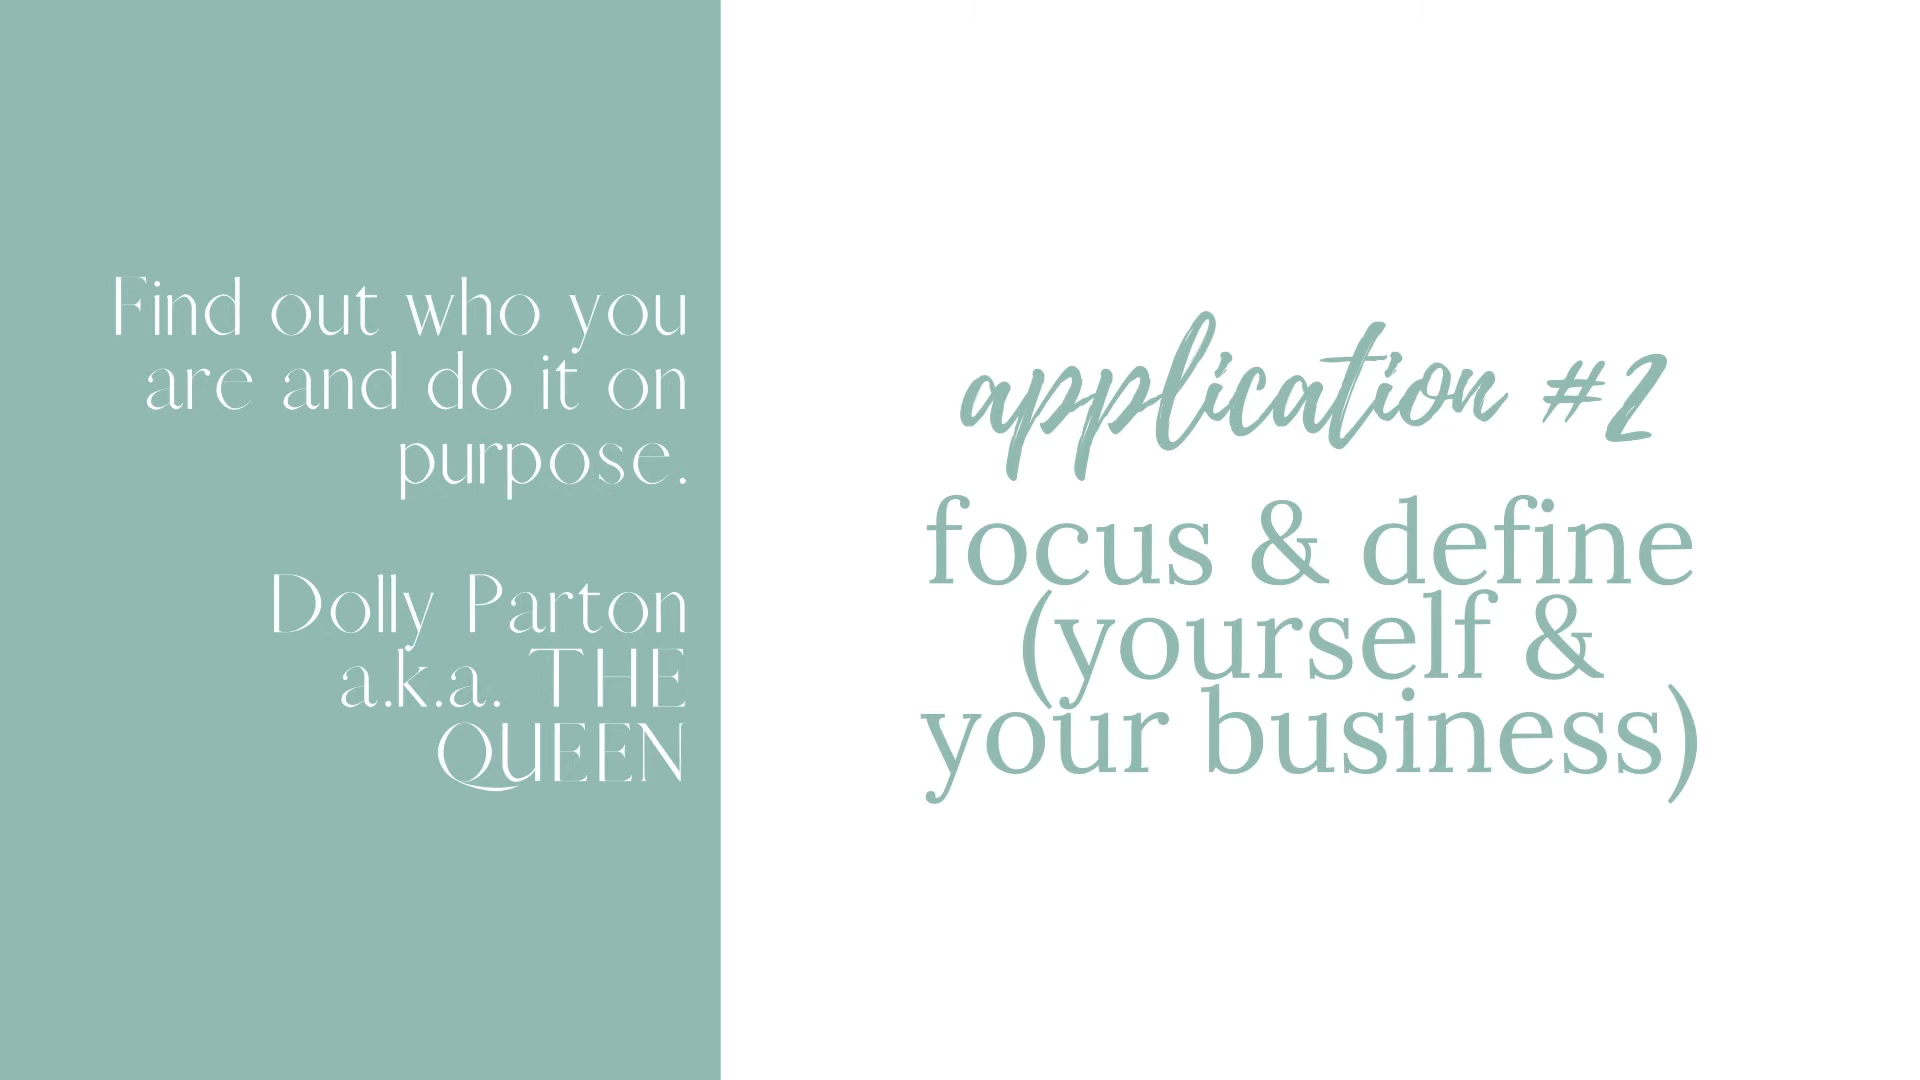 Find out who you
are and do it on
purpose.
Dolly Parton
a.k.a. THE
QUEEN
application #2
focus & define
(yourself &
your business)